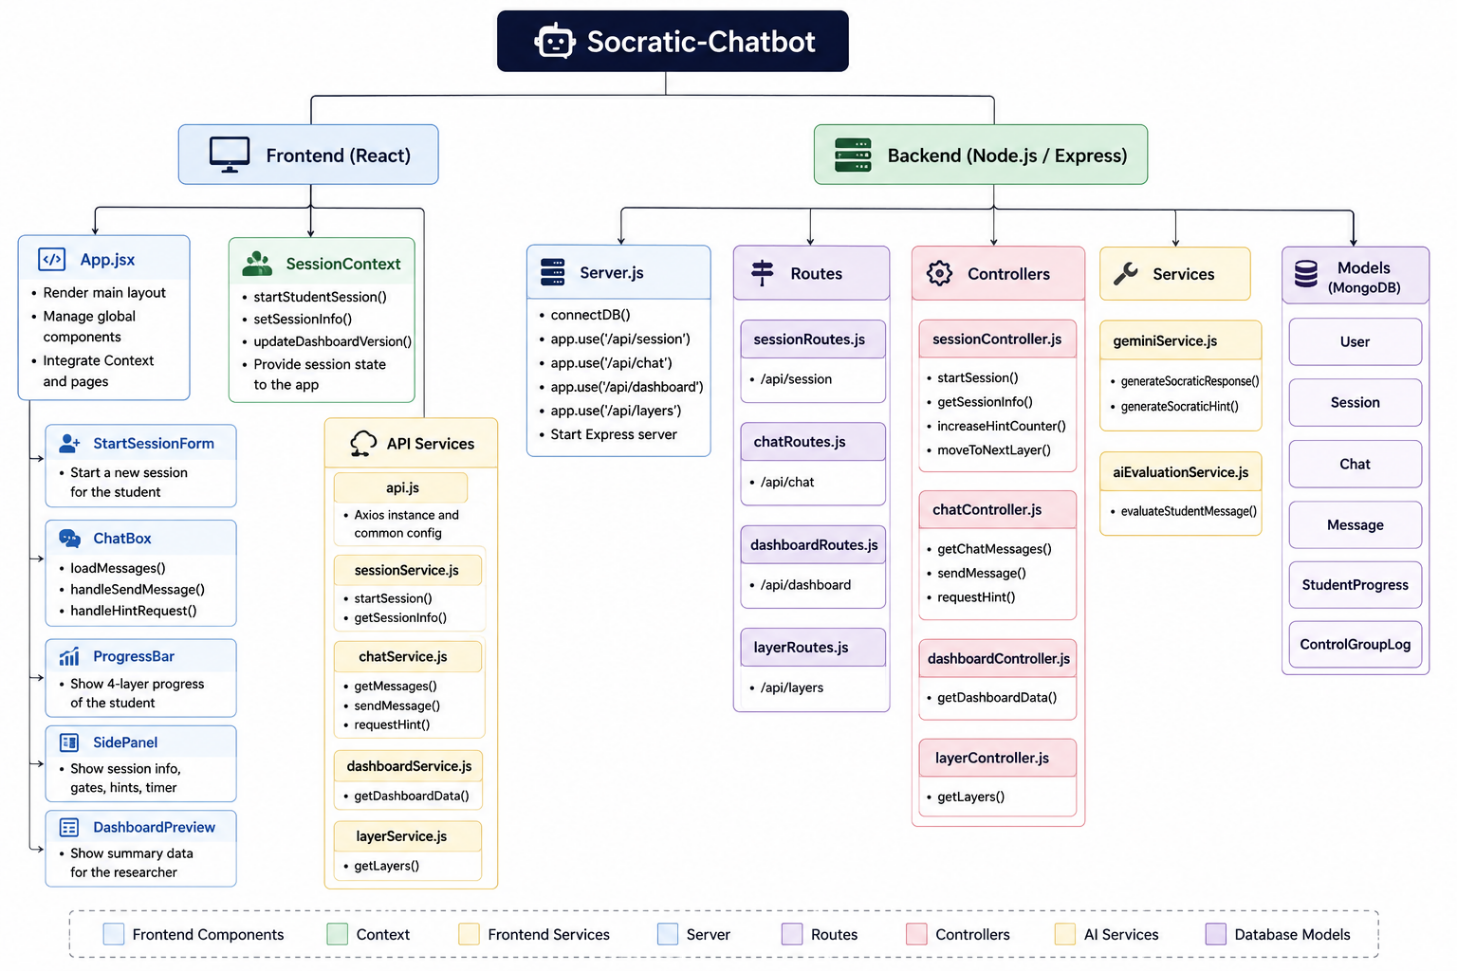 Socratic-Chatbot
Frontend (React)
Backend (Node.js / Express)
App.jsx
• Render main layout
• Manage global
components
• Integrate Context
and pages
SessionContext
• startStudentSession()
• setSessionInfo()
• updateDashboardVersion()
• Provide session state
to the app
StartSessionForm
• Start a new session
for the student
ChatBox
• loadMessages()
• handleSendMessage()
• handleHintRequest()
ProgressBar
• Show 4-layer progress
of the student
SidePanel
• Show session info,
gates, hints, timer
DashboardPreview
• Show summary data
for the researcher
API Services
api.js
• Axios instance and
common config
sessionService.js
• startSession()
• getSessionInfo()
chatService.js
• getMessages()
• sendMessage()
• requestHint()
dashboardService.js
• getDashboardData()
layerService.js
• getLayers()
Server.js
• connectDB()
• app.use('/api/session')
• app.use('/api/chat')
• app.use('/api/dashboard')
• app.use('/api/layers')
• Start Express server
Routes
sessionRoutes.js
• /api/session
chatRoutes.js
• /api/chat
dashboardRoutes.js
• /api/dashboard
layerRoutes.js
• /api/layers
Controllers
sessionController.js
• startSession()
• getSessionInfo()
• increaseHintCounter()
• moveToNextLayer()
chatController.js
• getChatMessages()
• sendMessage()
• requestHint()
dashboardController.js
• getDashboardData()
layerController.js
• getLayers()
Services
geminiService.js
• generateSocraticResponse()
• generateSocraticHint()
aiEvaluationService.js
• evaluateStudentMessage()
Models
(MongoDB)
User
Session
Chat
Message
StudentProgress
ControlGroupLog
Frontend Components
Context
Frontend Services
Server
Routes
Controllers
AI Services
Database Models